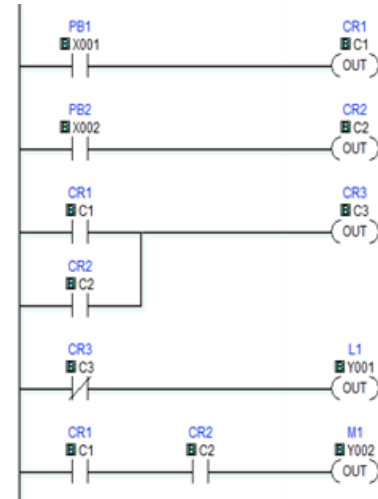 PB1 CR1
B X001 B C1
OUT
PB2 CR2
B X002 B C2
OUT
CR1 CR3
B C1 B C3
OUT
CR2
B C2
CR3 L1
B C3 B Y001
OUT
CR1 CR2 M1
B C1 B C2 B Y002
OUT